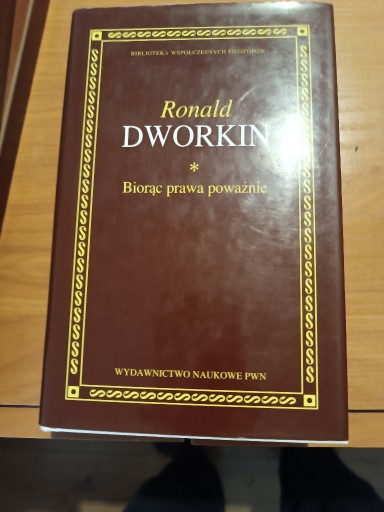 BIBLIOTEKA WSPÓŁCZESNYCH FILOZOFÓW
Ronald
DWORKIN
*
Biorąc prawa poważnie
WYDAWNICTWO NAUKOWE PWN